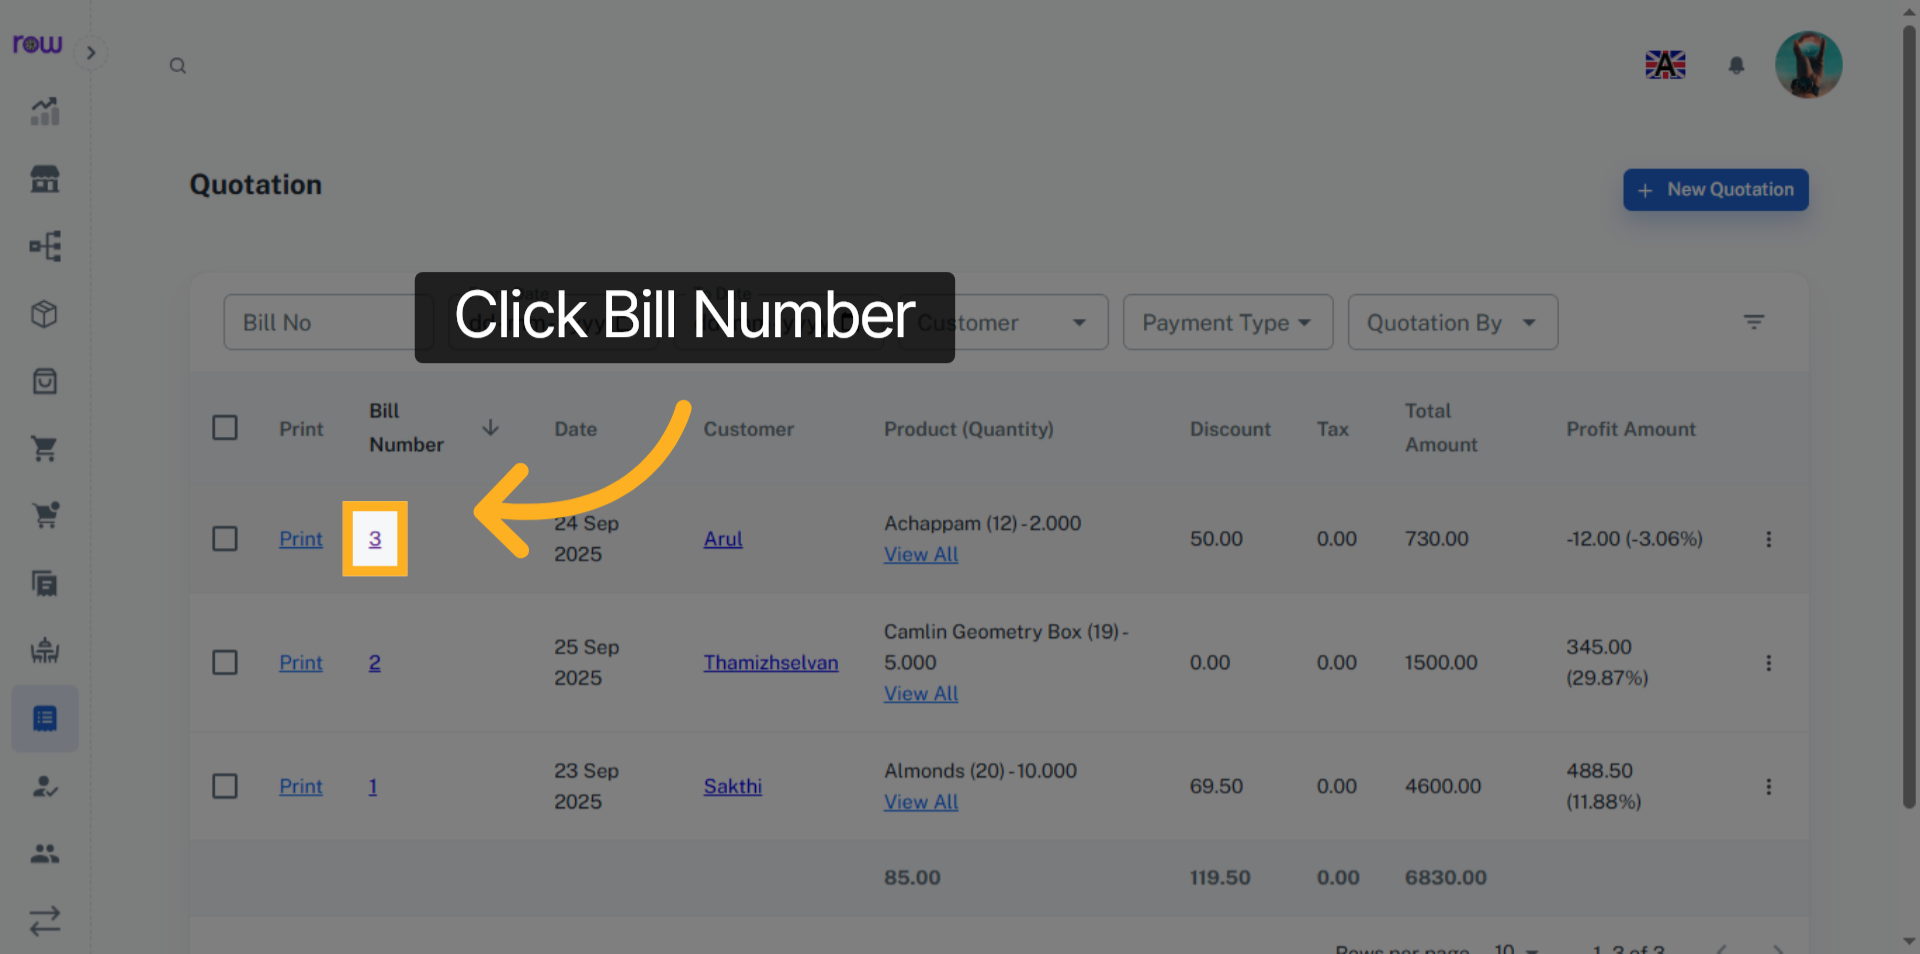 row
A
Quotation
+ New Quotation
Click Bill Number
Bill No
Customer
Payment Type
Quotation By
Print
Bill
Number
Date
Customer
Product (Quantity)
Discount
Tax
Total
Amount
Profit Amount
Print
3
24 Sep
2025
Arul
Achappam (12) - 2.000
View All
50.00
0.00
730.00
-12.00 (-3.06%)
Print
2
25 Sep
2025
Thamizhselvan
Camlin Geometry Box (19) -
5.000
View All
0.00
0.00
1500.00
345.00
(29.87%)
Print
1
23 Sep
2025
Sakthi
Almonds (20) - 10.000
View All
69.50
0.00
4600.00
488.50
(11.88%)
85.00
119.50
0.00
6830.00
Rows per page
10
1-3 of 3